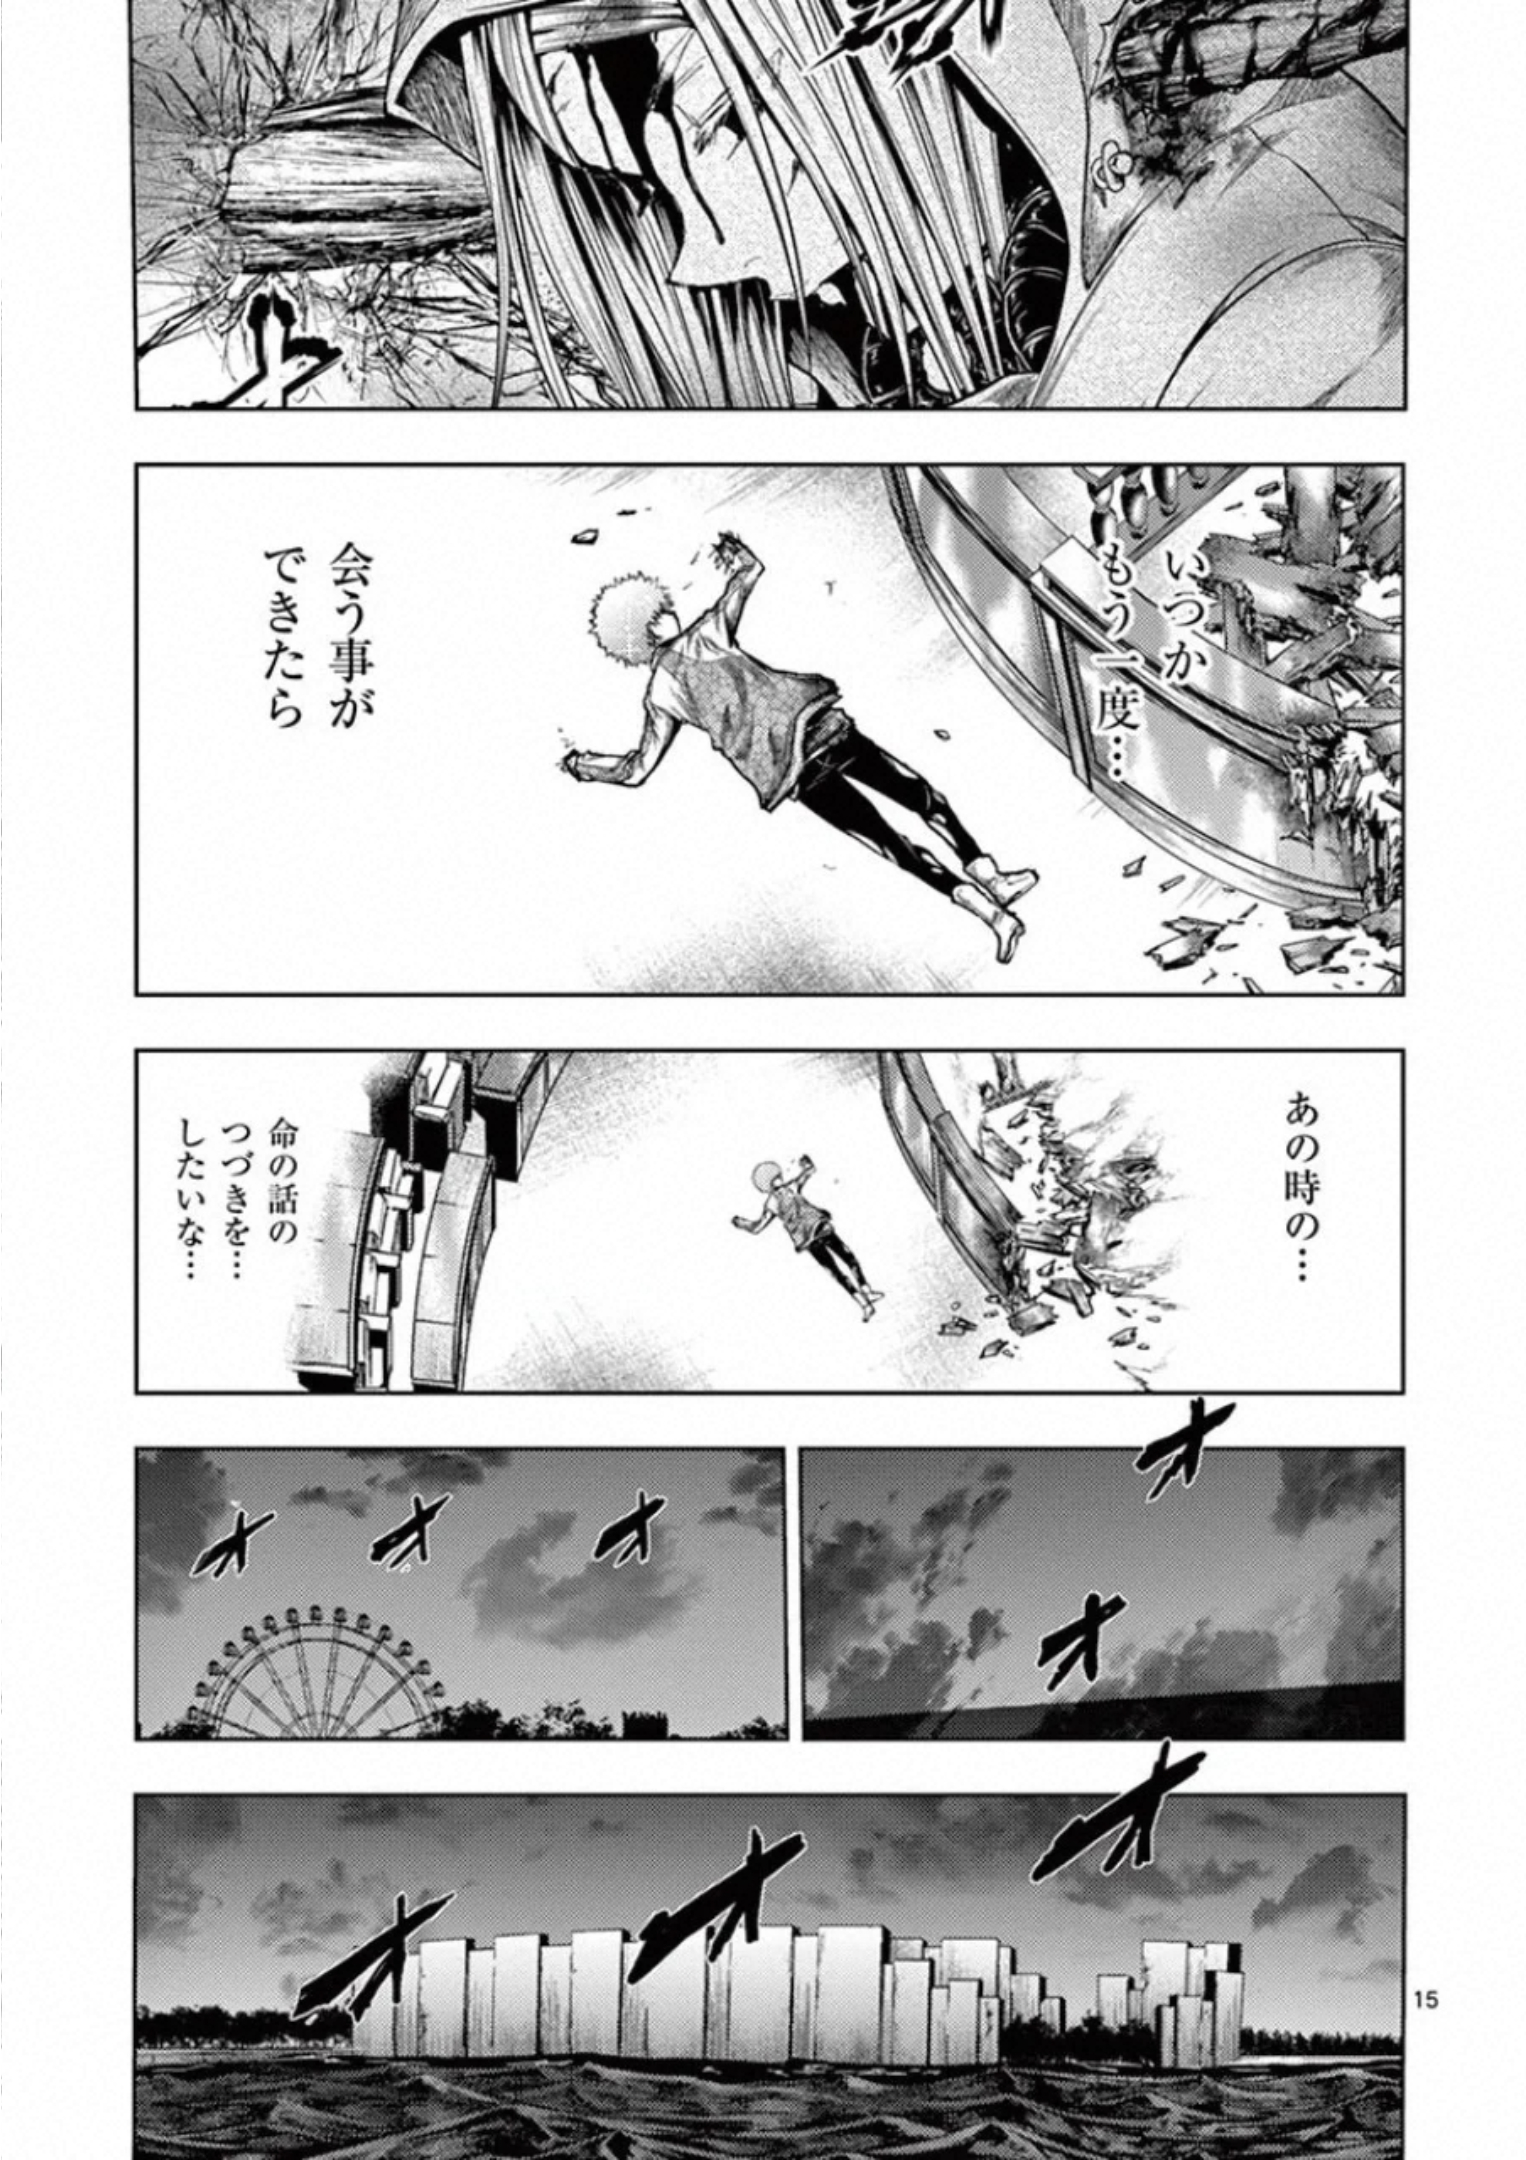 いつか
もう一度…
会う事が
できたら
あの時の…
命の話の
つづきを…
したいな…
オ
オ
オ
オ
オ
オ
オ
オ
15